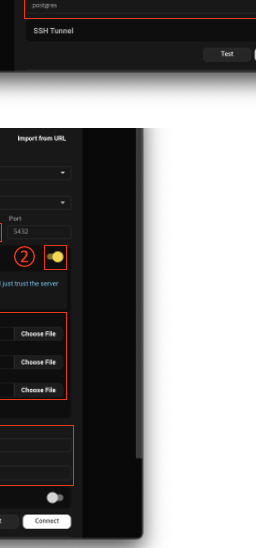 postgres
SSH Tunnel
Test
Import from URL
Port
5432
②
just trust the server
Choose File
Choose File
Choose File
Connect